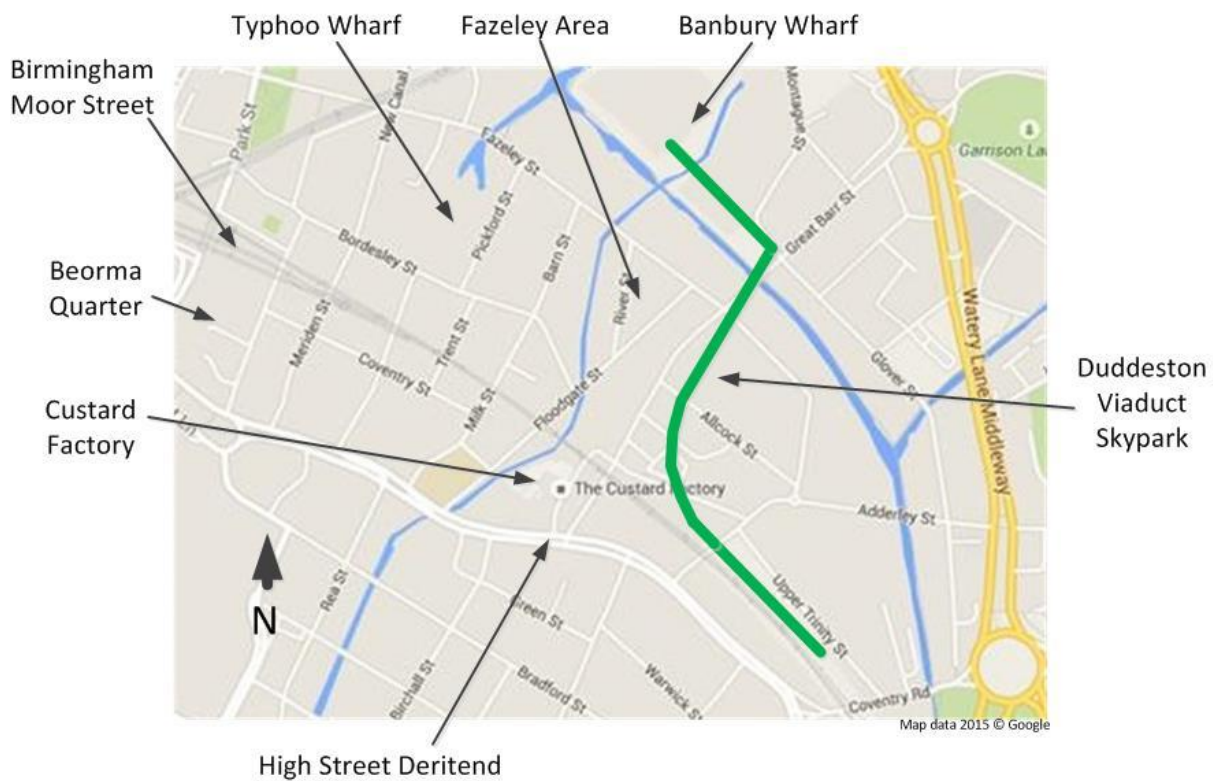 Typhoo Wharf
Fazeley Area
Banbury Wharf
Birmingham
Moor Street
Beorma
Quarter
Custard
Factory
Duddeston
Viaduct
Skypark
High Street Deritend
N
Park St
New Canal
Fazeley St
Montague St
Garrison La
Great Barr St
Pickford St
Bordesley St
Barn St
River St
Meriden St
Trent St
Coventry St
Milk St
Floodgate St
Glover St
Watery Lane Middleway
Allcock St
The Custard Factory
Adderley St
Rea St
Green St
Upper Trinity St
Birchall St
Bradford St
Warwick St
Coventry Rd
Map data 2015 © Google